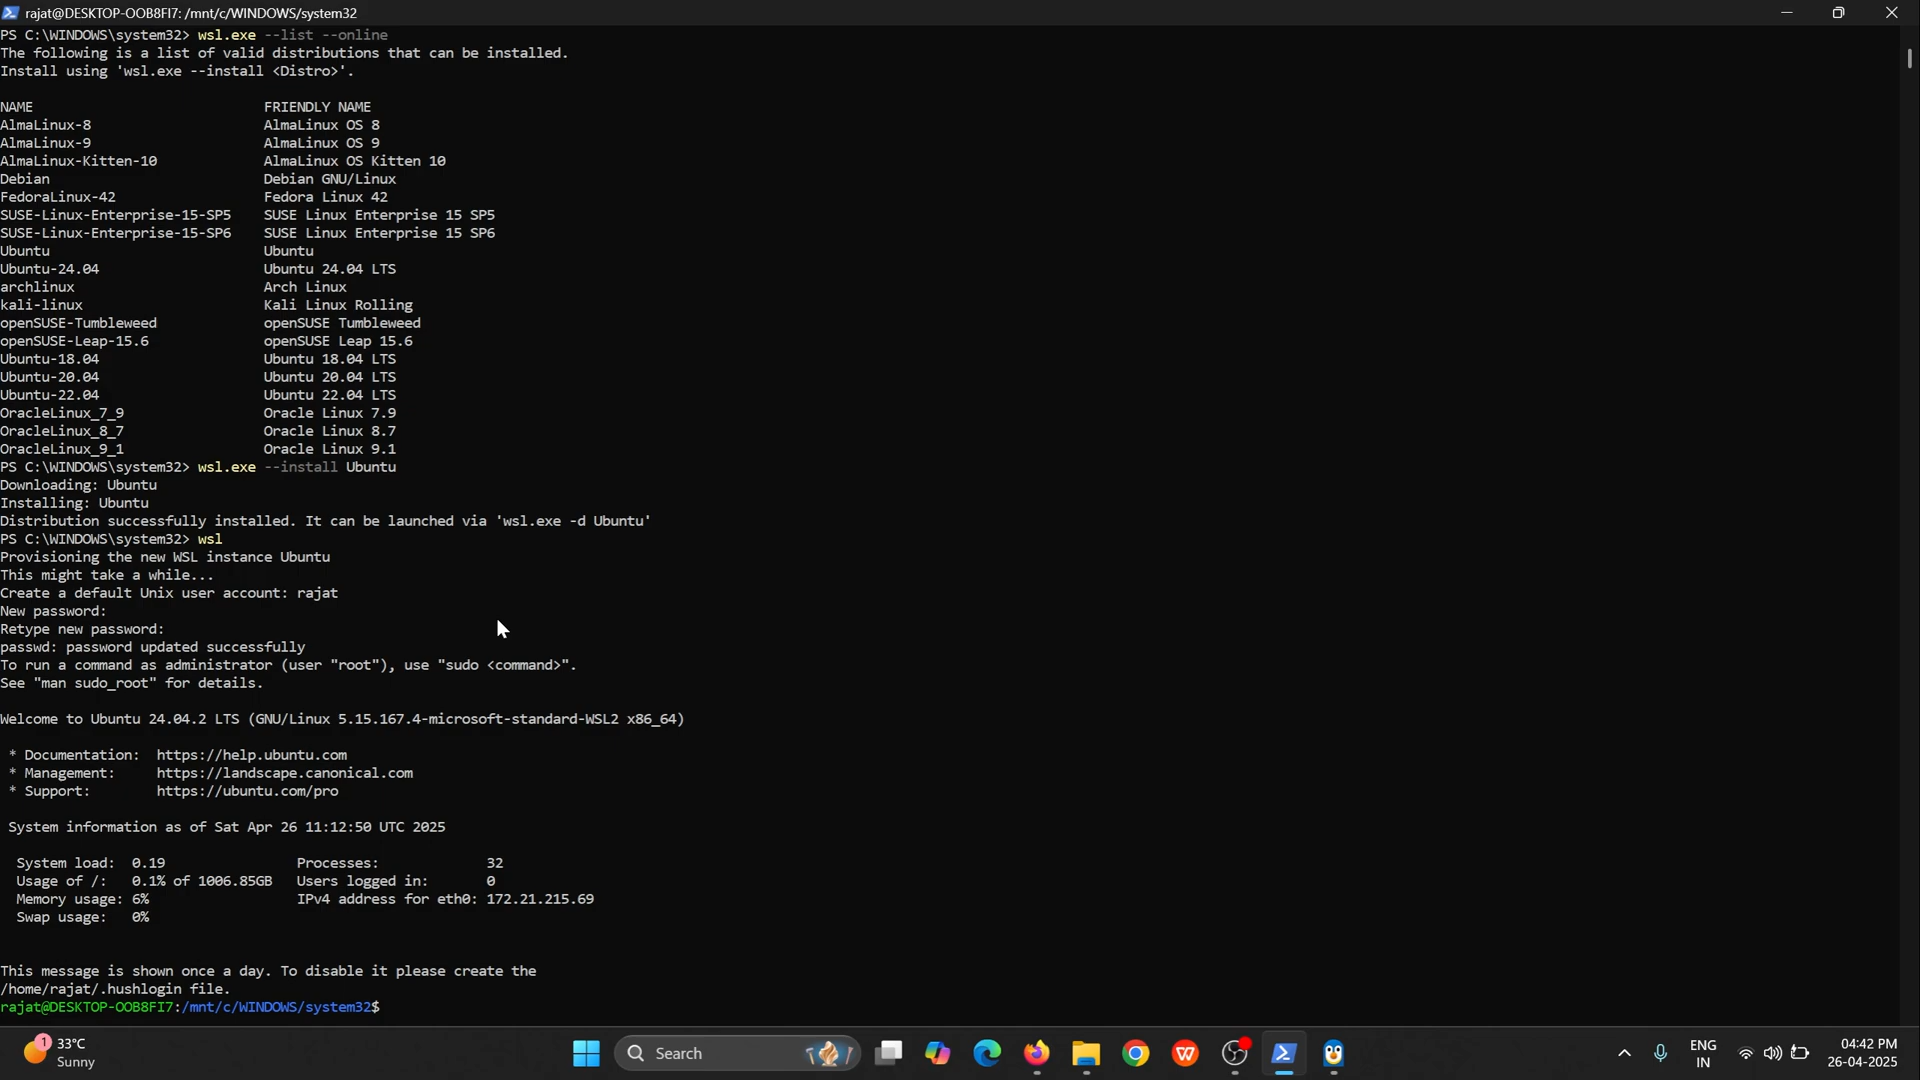 rajat@DESKTOP-OOB8FI7: /mnt/c/WINDOWS/system32
PS C:\WINDOWS\system32> wsl.exe --list --online
The following is a list of valid distributions that can be installed.
Install using 'wsl.exe --install <Distro>'.
NAME FRIENDLY NAME
AlmaLinux-8 AlmaLinux OS 8
AlmaLinux-9 AlmaLinux OS 9
AlmaLinux-Kitten-10 AlmaLinux OS Kitten 10
Debian Debian GNU/Linux
FedoraLinux-42 Fedora Linux 42
SUSE-Linux-Enterprise-15-SP5 SUSE Linux Enterprise 15 SP5
SUSE-Linux-Enterprise-15-SP6 SUSE Linux Enterprise 15 SP6
Ubuntu Ubuntu
Ubuntu-24.04 Ubuntu 24.04 LTS
archlinux Arch Linux
kali-linux Kali Linux Rolling
openSUSE-Tumbleweed openSUSE Tumbleweed
openSUSE-Leap-15.6 openSUSE Leap 15.6
Ubuntu-18.04 Ubuntu 18.04 LTS
Ubuntu-20.04 Ubuntu 20.04 LTS
Ubuntu-22.04 Ubuntu 22.04 LTS
OracleLinux_7_9 Oracle Linux 7.9
OracleLinux_8_7 Oracle Linux 8.7
OracleLinux_9_1 Oracle Linux 9.1
PS C:\WINDOWS\system32> wsl.exe --install Ubuntu
Downloading: Ubuntu
Installing: Ubuntu
Distribution successfully installed. It can be launched via 'wsl.exe -d Ubuntu'
PS C:\WINDOWS\system32> wsl
Provisioning the new WSL instance Ubuntu
This might take a while...
Create a default Unix user account: rajat
New password:
Retype new password:
passwd: password updated successfully
To run a command as administrator (user "root"), use "sudo <command>".
See "man sudo_root" for details.
Welcome to Ubuntu 24.04.2 LTS (GNU/Linux 5.15.167.4-microsoft-standard-WSL2 x86_64)
* Documentation: https://help.ubuntu.com
* Management: https://landscape.canonical.com
* Support: https://ubuntu.com/pro
System information as of Sat Apr 26 11:12:50 UTC 2025
System load: 0.19 Processes: 32
Usage of /: 0.1% of 1006.85GB Users logged in: 0
Memory usage: 6% IPv4 address for eth0: 172.21.215.69
Swap usage: 0%
This message is shown once a day. To disable it please create the
/home/rajat/.hushlogin file.
rajat@DESKTOP-OOB8FI7:/mnt/c/WINDOWS/system32$
1
33°C
Sunny
Search
W
ENG
IN
04:42 PM
26-04-2025